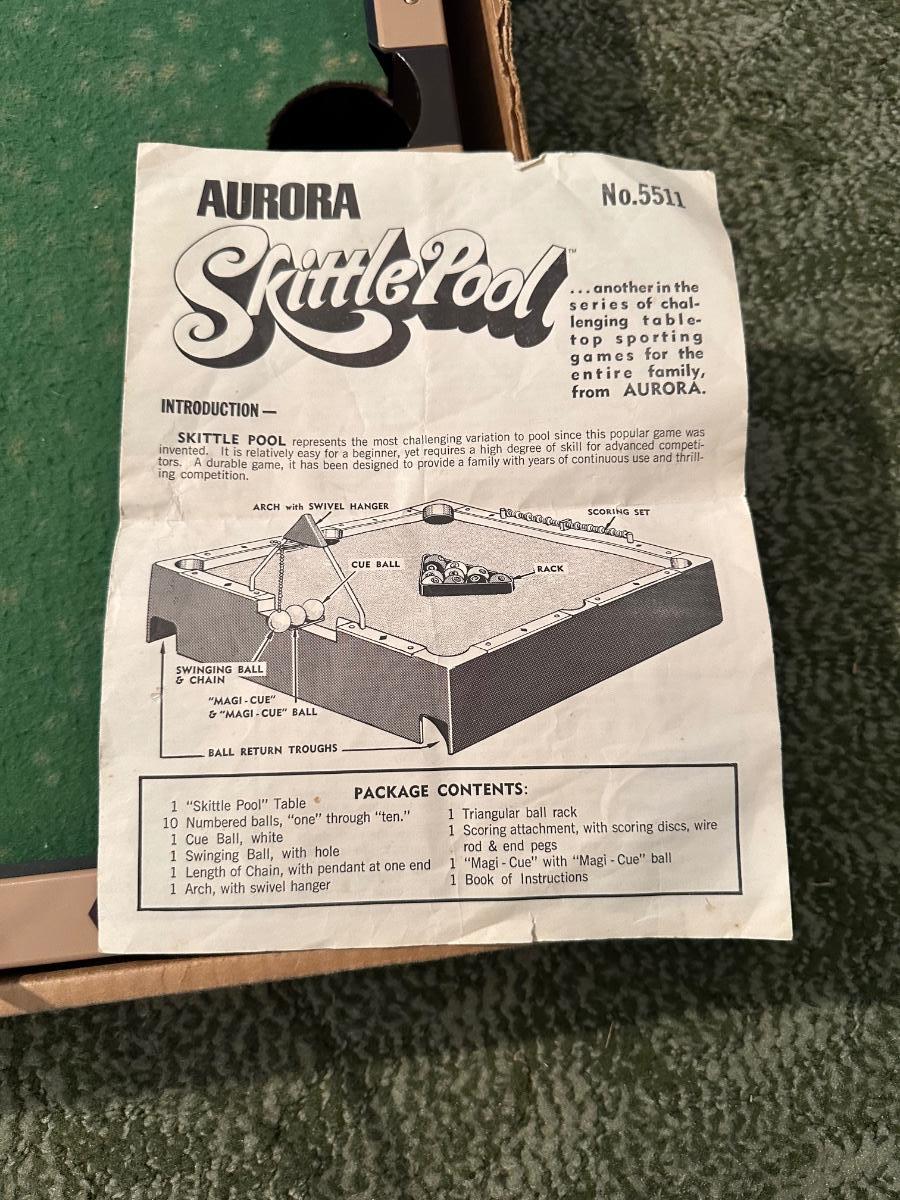 AURORA
No.5511
Skittle Pool™
...another in the
series of chal-
lenging table-
top sporting
games for the
entire family,
from AURORA.
INTRODUCTION —
SKITTLE POOL represents the most challenging variation to pool since this popular game was
invented. It is relatively easy for a beginner, yet requires a high degree of skill for advanced competi-
tors. A durable game, it has been designed to provide a family with years of continuous use and thrill-
ing competition.
ARCH with SWIVEL HANGER
SCORING SET
CUE BALL
RACK
SWINGING BALL
& CHAIN
"MAGI-CUE"
& "MAGI-CUE" BALL
BALL RETURN TROUGHS
PACKAGE CONTENTS:
1 "Skittle Pool" Table
10 Numbered balls, "one" through "ten."
1 Cue Ball, white
1 Swinging Ball, with hole
1 Length of Chain, with pendant at one end
1 Arch, with swivel hanger
1 Triangular ball rack
1 Scoring attachment, with scoring discs, wire
rod & end pegs
1 "Magi-Cue" with "Magi-Cue" ball
1 Book of Instructions